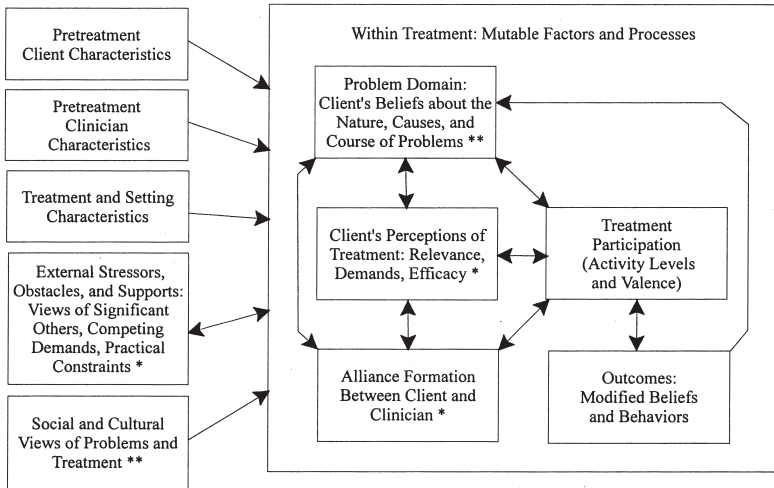 Pretreatment
Client Characteristics
Pretreatment
Clinician
Characteristics
Treatment and Setting
Characteristics
External Stressors,
Obstacles, and Supports:
Views of Significant
Others, Competing
Demands, Practical
Constraints *
Social and Cultural
Views of Problems and
Treatment **
Within Treatment: Mutable Factors and Processes
Problem Domain:
Client's Beliefs about the
Nature, Causes, and
Course of Problems **
Client's Perceptions of
Treatment: Relevance,
Demands, Efficacy *
Treatment
Participation
(Activity Levels
and Valence)
Alliance Formation
Between Client and
Clinician *
Outcomes:
Modified Beliefs
and Behaviors